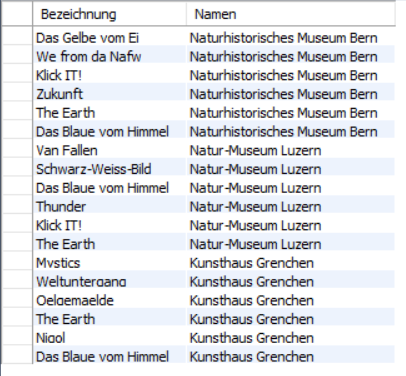 Bezeichnung Namen
Das Gelbe vom Ei Naturhistorisches Museum Bern
We from da Nafw Naturhistorisches Museum Bern
Klick IT! Naturhistorisches Museum Bern
Zukunft Naturhistorisches Museum Bern
The Earth Naturhistorisches Museum Bern
Das Blaue vom Himmel Naturhistorisches Museum Bern
Van Fallen Natur-Museum Luzern
Schwarz-Weiss-Bild Natur-Museum Luzern
Das Blaue vom Himmel Natur-Museum Luzern
Thunder Natur-Museum Luzern
Klick IT! Natur-Museum Luzern
The Earth Natur-Museum Luzern
Mystics Kunsthaus Grenchen
Weltuntergang Kunsthaus Grenchen
Oelgemaelde Kunsthaus Grenchen
The Earth Kunsthaus Grenchen
Nigol Kunsthaus Grenchen
Das Blaue vom Himmel Kunsthaus Grenchen